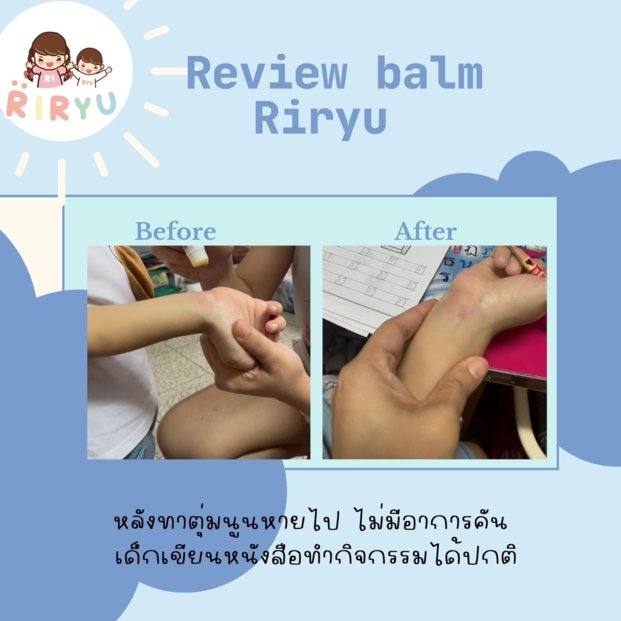 RIRYU
Review balm
Riryu
Before
After
หลังทาตุ่มนูนหายไป ไม่มีอาการคัน
เด็กเขียนหนังสือทำกิจกรรมได้ปกติ